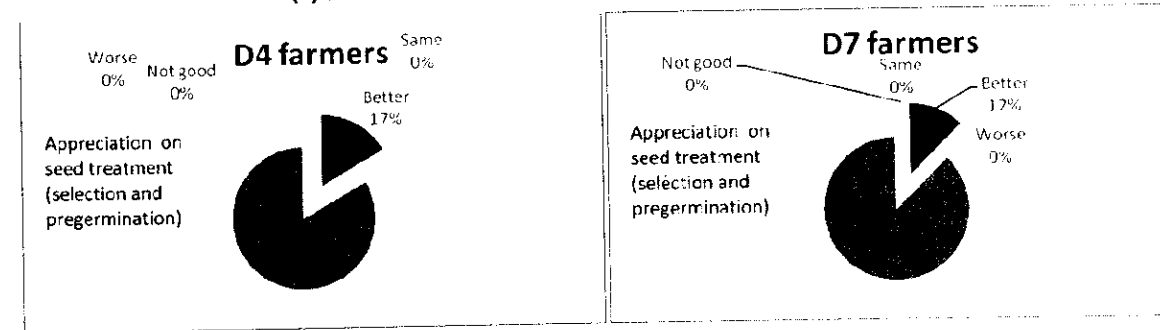 D4 farmers
Same
0%
Worse
0%
Not good
0%
Better
17%
Appreciation on
seed treatment
(selection and
pregermination)
D7 farmers
Not good
0%
Same
0%
Better
Worse
0%
Appreciation on
seed treatment
(selection and
pregermination)